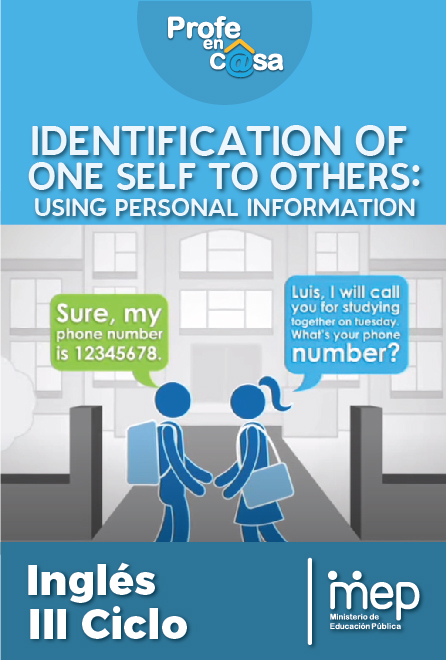 Profe
en
c@sa
IDENTIFICATION OF
ONE SELF TO OTHERS:
USING PERSONAL INFORMATION
Sure, my
phone number
is 12345678.
Luis, I will call
you for studying
together on tuesday.
What's your phone
number?
Inglés
III Ciclo
mep
Ministerio de
Educación Pública